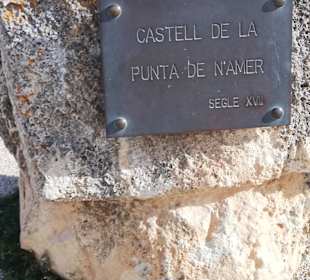 CASTELL DE LA
PUNTA DE N'AMER
SEGLE XVII